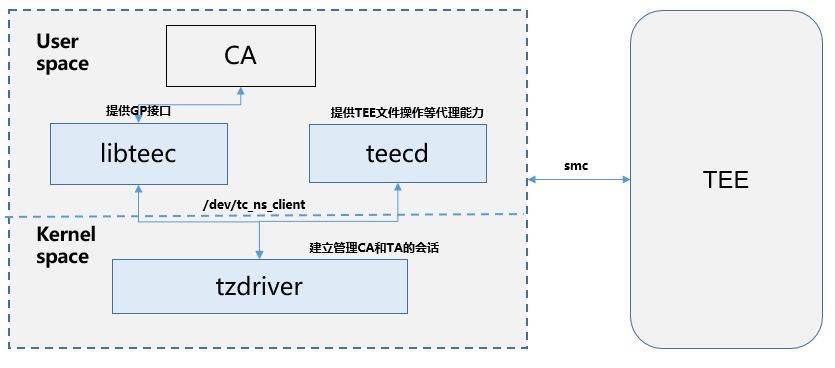 User
space
CA
提供GP接口
提供TEE文件操作等代理能力
libteec
teecd
smc
TEE
/dev/tc_ns_client
Kernel
space
建立管理CA和TA的会话
tzdriver